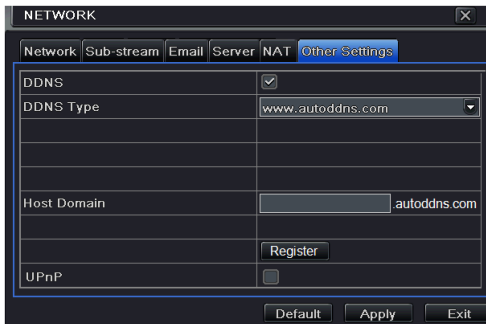 NETWORK
Network Sub-stream Email Server NAT Other Settings
DDNS
DDNS Type www.autoddns.com
Host Domain .autoddns.com
Register
UPnP
Default Apply Exit